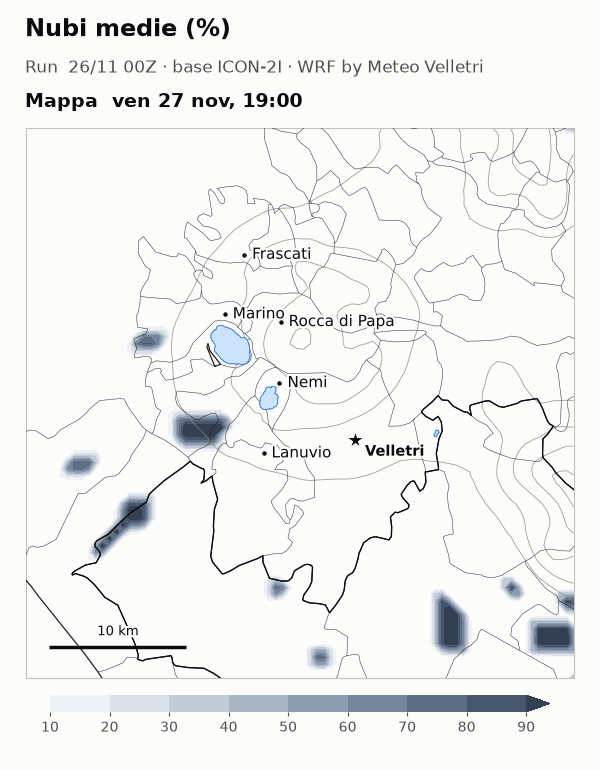 Nubi medie (%)
Run  26/11 00Z · base ICON-2I · WRF by Meteo Velletri
Mappa  ven 27 nov, 19:00
Frascati
Marino
Rocca di Papa
Nemi
Lanuvio
Velletri
10 km
10 20 30 40 50 60 70 80 90